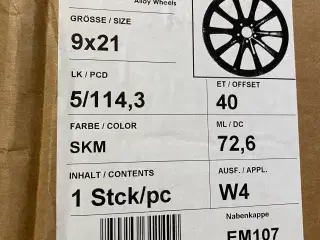 Alloy Wheels
GRÖSSE / SIZE
9x21
LK / PCD
5/114,3
ET / OFFSET
40
FARBE / COLOR
SKM
ML / DC
72,6
INHALT / CONTENTS
1 Stck/pc
AUSF. / APPL.
W4
Nabenkappe
EM107